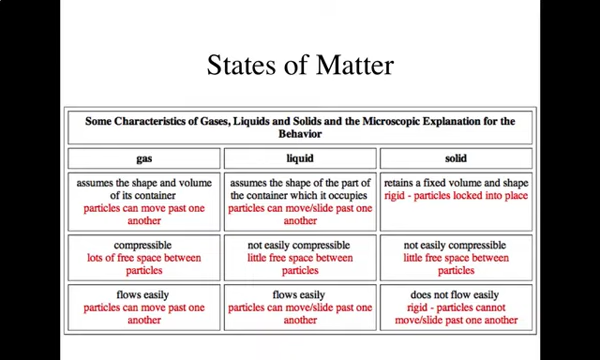 States of Matter
Some Characteristics of Gases, Liquids and Solids and the Microscopic Explanation for the
Behavior
gas
liquid
solid
assumes the shape and volume
of its container
particles can move past one
another
assumes the shape of the part of
the container which it occupies
particles can move/slide past one
another
retains a fixed volume and shape
rigid - particles locked into place
compressible
lots of free space between
particles
not easily compressible
little free space between
particles
not easily compressible
little free space between
particles
flows easily
particles can move past one
another
flows easily
particles can move/slide past one
another
does not flow easily
rigid - particles cannot
move/slide past one another